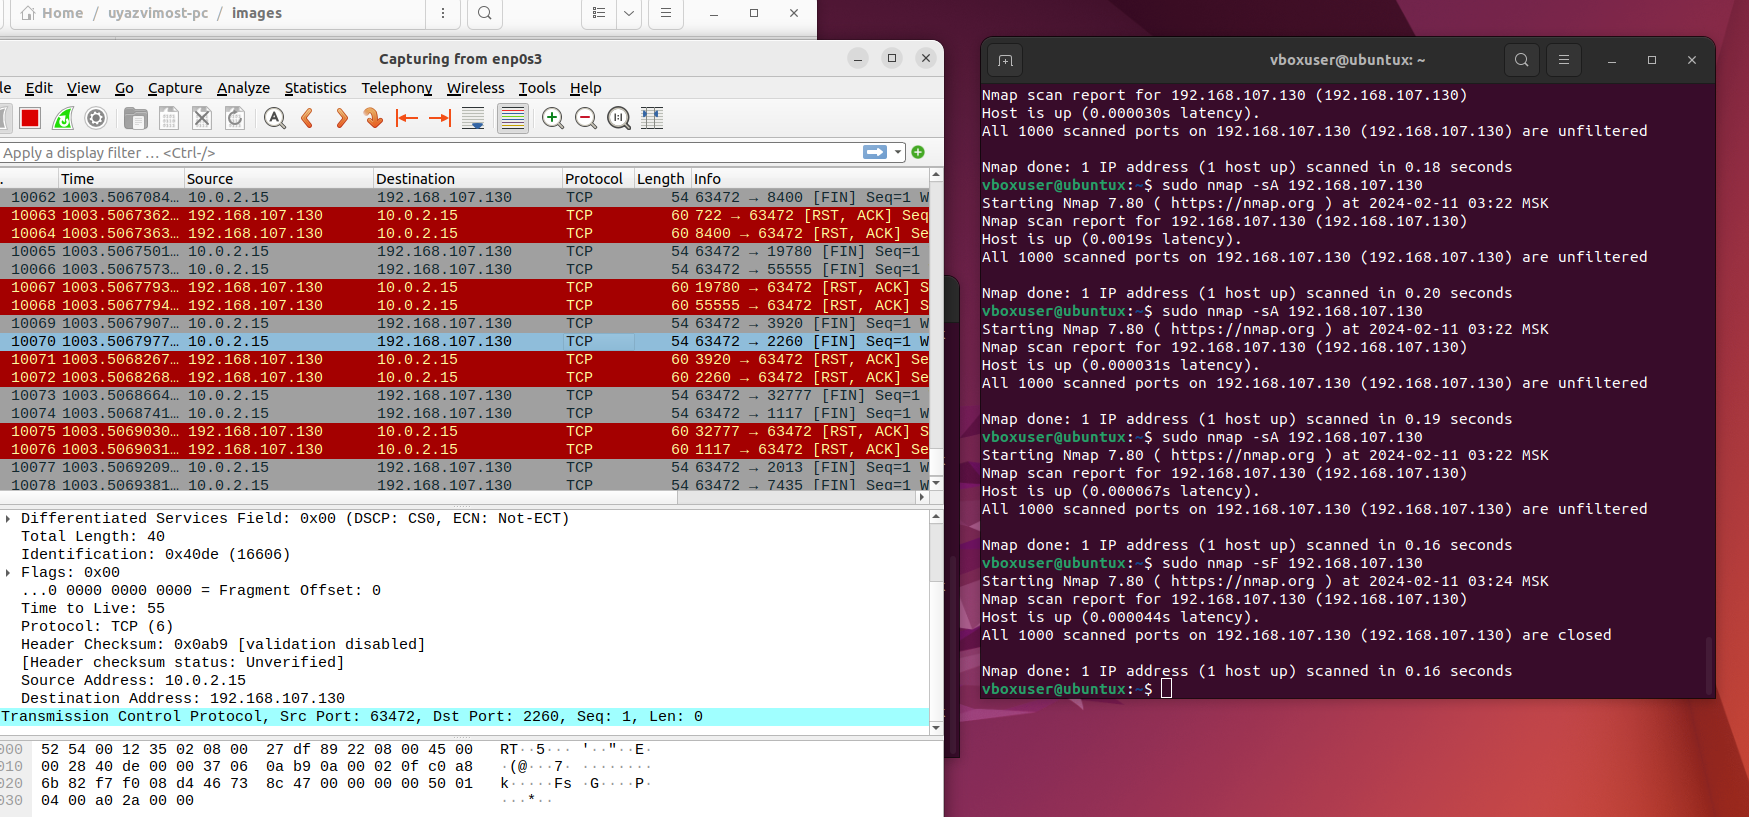 Home / uyazvimost-pc / images
Capturing from enp0s3
le Edit View Go Capture Analyze Statistics Telephony Wireless Tools Help
Apply a display filter … <Ctrl-/>
. Time Source Destination Protocol Length Info
10062 1003.5067084… 10.0.2.15 192.168.107.130 TCP 54 63472 → 8400 [FIN] Seq=1 W
10063 1003.5067362… 192.168.107.130 10.0.2.15 TCP 60 722 → 63472 [RST, ACK] Seq
10064 1003.5067363… 192.168.107.130 10.0.2.15 TCP 60 8400 → 63472 [RST, ACK] Se
10065 1003.5067501… 10.0.2.15 192.168.107.130 TCP 54 63472 → 19780 [FIN] Seq=1
10066 1003.5067573… 10.0.2.15 192.168.107.130 TCP 54 63472 → 55555 [FIN] Seq=1
10067 1003.5067793… 192.168.107.130 10.0.2.15 TCP 60 19780 → 63472 [RST, ACK] S
10068 1003.5067794… 192.168.107.130 10.0.2.15 TCP 60 55555 → 63472 [RST, ACK] S
10069 1003.5067907… 10.0.2.15 192.168.107.130 TCP 54 63472 → 3920 [FIN] Seq=1 W
10070 1003.5067977… 10.0.2.15 192.168.107.130 TCP 54 63472 → 2260 [FIN] Seq=1 W
10071 1003.5068267… 192.168.107.130 10.0.2.15 TCP 60 3920 → 63472 [RST, ACK] Se
10072 1003.5068268… 192.168.107.130 10.0.2.15 TCP 60 2260 → 63472 [RST, ACK] Se
10073 1003.5068664… 10.0.2.15 192.168.107.130 TCP 54 63472 → 32777 [FIN] Seq=1
10074 1003.5068741… 10.0.2.15 192.168.107.130 TCP 54 63472 → 1117 [FIN] Seq=1 W
10075 1003.5069030… 192.168.107.130 10.0.2.15 TCP 60 32777 → 63472 [RST, ACK] S
10076 1003.5069031… 192.168.107.130 10.0.2.15 TCP 60 1117 → 63472 [RST, ACK] Se
10077 1003.5069209… 10.0.2.15 192.168.107.130 TCP 54 63472 → 2013 [FIN] Seq=1 W
10078 1003.5069381… 10.0.2.15 192.168.107.130 TCP 54 63472 → 7435 [FIN] Seq=1 W
Differentiated Services Field: 0x00 (DSCP: CS0, ECN: Not-ECT)
Total Length: 40
Identification: 0x40de (16606)
Flags: 0x00
...0 0000 0000 0000 = Fragment Offset: 0
Time to Live: 55
Protocol: TCP (6)
Header Checksum: 0x0ab9 [validation disabled]
[Header checksum status: Unverified]
Source Address: 10.0.2.15
Destination Address: 192.168.107.130
Transmission Control Protocol, Src Port: 63472, Dst Port: 2260, Seq: 1, Len: 0
000 52 54 00 12 35 02 08 00 27 df 89 22 08 00 45 00 RT··5··· '··"··E·
010 00 28 40 de 00 00 37 06 0a b9 0a 00 02 0f c0 a8 ·(@···7· ········
020 6b 82 f7 f0 08 d4 46 73 8c 47 00 00 00 00 50 01 k·····Fs ·G····P·
030 04 00 a0 2a 00 00 ···*··
vboxuser@ubuntux: ~
Nmap scan report for 192.168.107.130 (192.168.107.130)
Host is up (0.000030s latency).
All 1000 scanned ports on 192.168.107.130 (192.168.107.130) are unfiltered
Nmap done: 1 IP address (1 host up) scanned in 0.18 seconds
vboxuser@ubuntux:~$ sudo nmap -sA 192.168.107.130
Starting Nmap 7.80 ( https://nmap.org ) at 2024-02-11 03:22 MSK
Nmap scan report for 192.168.107.130 (192.168.107.130)
Host is up (0.0019s latency).
All 1000 scanned ports on 192.168.107.130 (192.168.107.130) are unfiltered
Nmap done: 1 IP address (1 host up) scanned in 0.20 seconds
vboxuser@ubuntux:~$ sudo nmap -sA 192.168.107.130
Starting Nmap 7.80 ( https://nmap.org ) at 2024-02-11 03:22 MSK
Nmap scan report for 192.168.107.130 (192.168.107.130)
Host is up (0.000031s latency).
All 1000 scanned ports on 192.168.107.130 (192.168.107.130) are unfiltered
Nmap done: 1 IP address (1 host up) scanned in 0.19 seconds
vboxuser@ubuntux:~$ sudo nmap -sA 192.168.107.130
Starting Nmap 7.80 ( https://nmap.org ) at 2024-02-11 03:22 MSK
Nmap scan report for 192.168.107.130 (192.168.107.130)
Host is up (0.000067s latency).
All 1000 scanned ports on 192.168.107.130 (192.168.107.130) are unfiltered
Nmap done: 1 IP address (1 host up) scanned in 0.16 seconds
vboxuser@ubuntux:~$ sudo nmap -sF 192.168.107.130
Starting Nmap 7.80 ( https://nmap.org ) at 2024-02-11 03:24 MSK
Nmap scan report for 192.168.107.130 (192.168.107.130)
Host is up (0.000044s latency).
All 1000 scanned ports on 192.168.107.130 (192.168.107.130) are closed
Nmap done: 1 IP address (1 host up) scanned in 0.16 seconds
vboxuser@ubuntux:~$